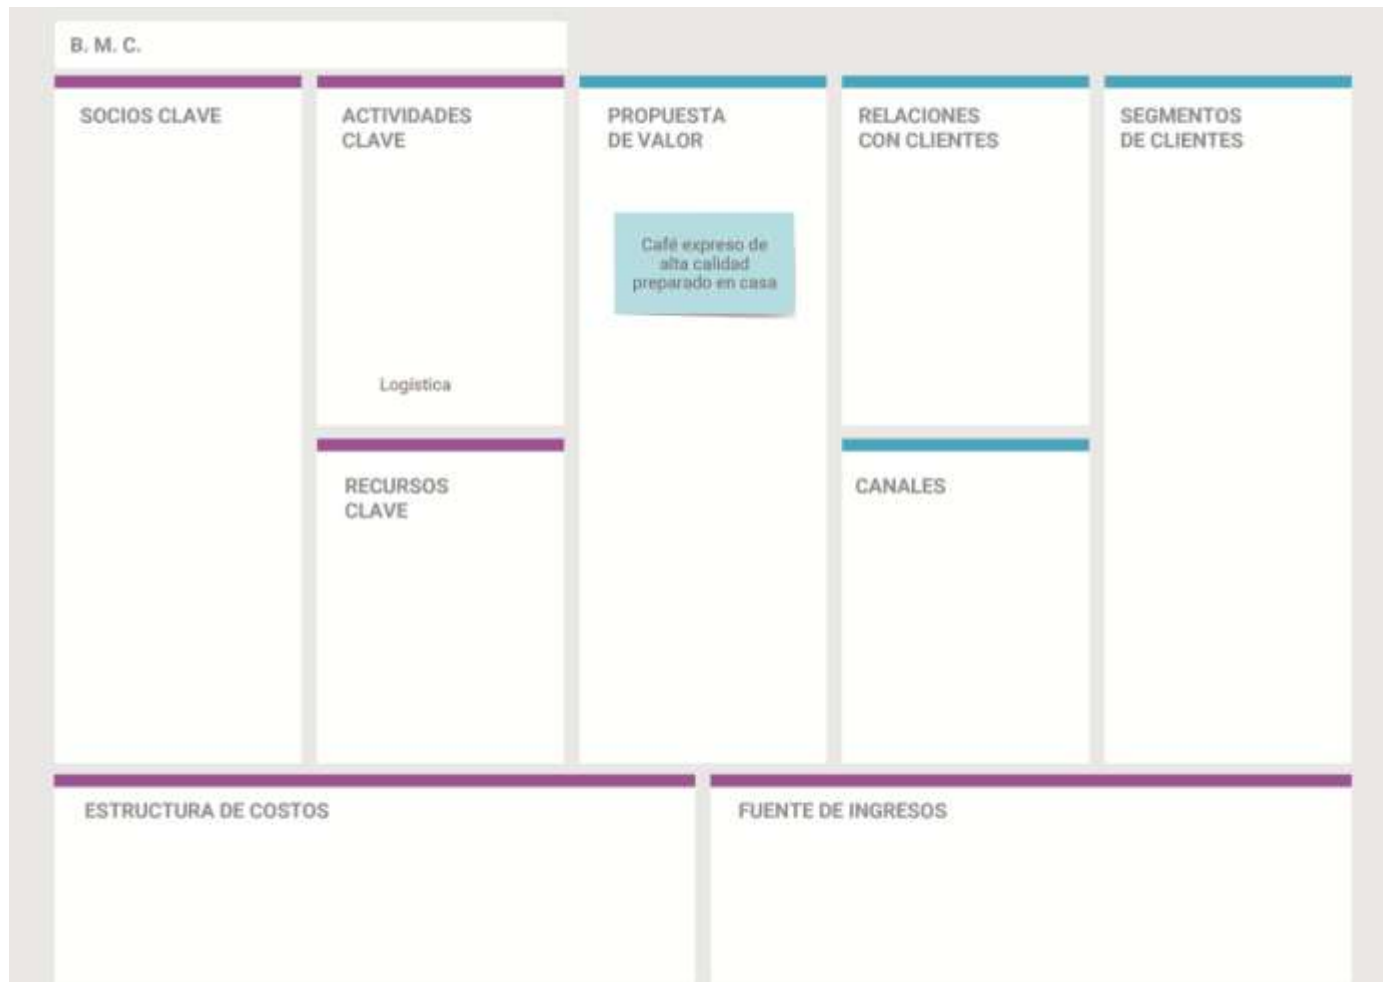 B. M. C.
SOCIOS CLAVE
ACTIVIDADES
CLAVE
Logística
RECURSOS
CLAVE
PROPUESTA
DE VALOR
Café expreso de
alta calidad
preparado en casa
RELACIONES
CON CLIENTES
CANALES
SEGMENTOS
DE CLIENTES
ESTRUCTURA DE COSTOS
FUENTE DE INGRESOS